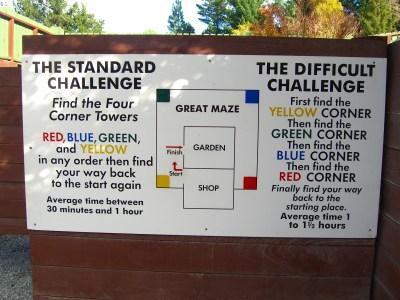 THE STANDARD
CHALLENGE
Find the Four
Corner Towers
RED, BLUE, GREEN,
and YELLOW
in any order then find
your way back
to the start again
Average time between
30 minutes and 1 hour
GREAT MAZE
GARDEN
Finish
Start
SHOP
THE DIFFICULT
CHALLENGE
First find the
YELLOW CORNER
Then find the
GREEN CORNER
Then find the
BLUE CORNER
Then find the
RED CORNER
Finally find your way
back to the
starting place.
Average time 1
to 1½ hours